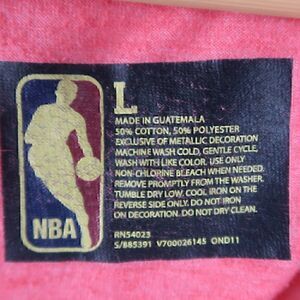 L
MADE IN GUATEMALA
50% COTTON, 50% POLYESTER
EXCLUSIVE OF METALLIC DECORATION
MACHINE WASH COLD, GENTLE CYCLE,
WASH WITH LIKE COLOR. USE ONLY
NON-CHLORINE BLEACH WHEN NEEDED.
REMOVE PROMPTLY FROM THE WASHER.
TUMBLE DRY LOW. COOL IRON ON THE
REVERSE SIDE ONLY. DO NOT IRON
ON DECORATION. DO NOT DRY CLEAN.
RN54023
S/885391 V700026145 OND11
NBA